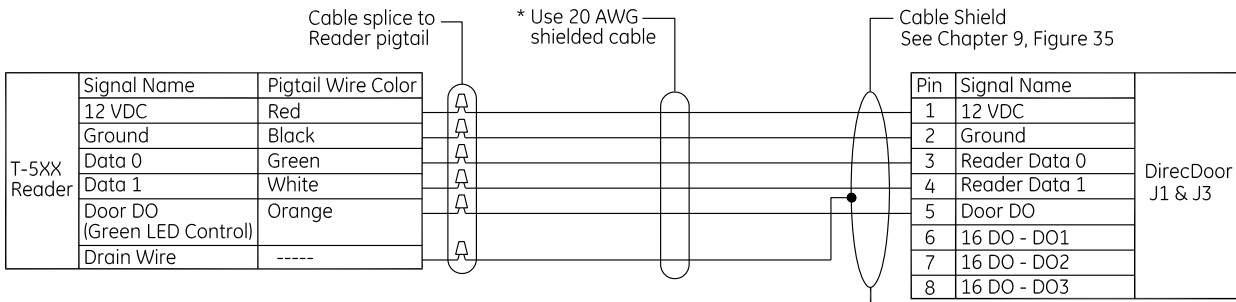 Cable splice to
Reader pigtail
* Use 20 AWG
shielded cable
Cable Shield
See Chapter 9, Figure 35
T-5XX
Reader
Signal Name Pigtail Wire Color
12 VDC Red
Ground Black
Data 0 Green
Data 1 White
Door DO Orange
(Green LED Control)
Drain Wire -----
Pin Signal Name
1 12 VDC
2 Ground
3 Reader Data 0
4 Reader Data 1
5 Door DO
6 16 DO - DO1
7 16 DO - DO2
8 16 DO - DO3
DirecDoor
J1 & J3